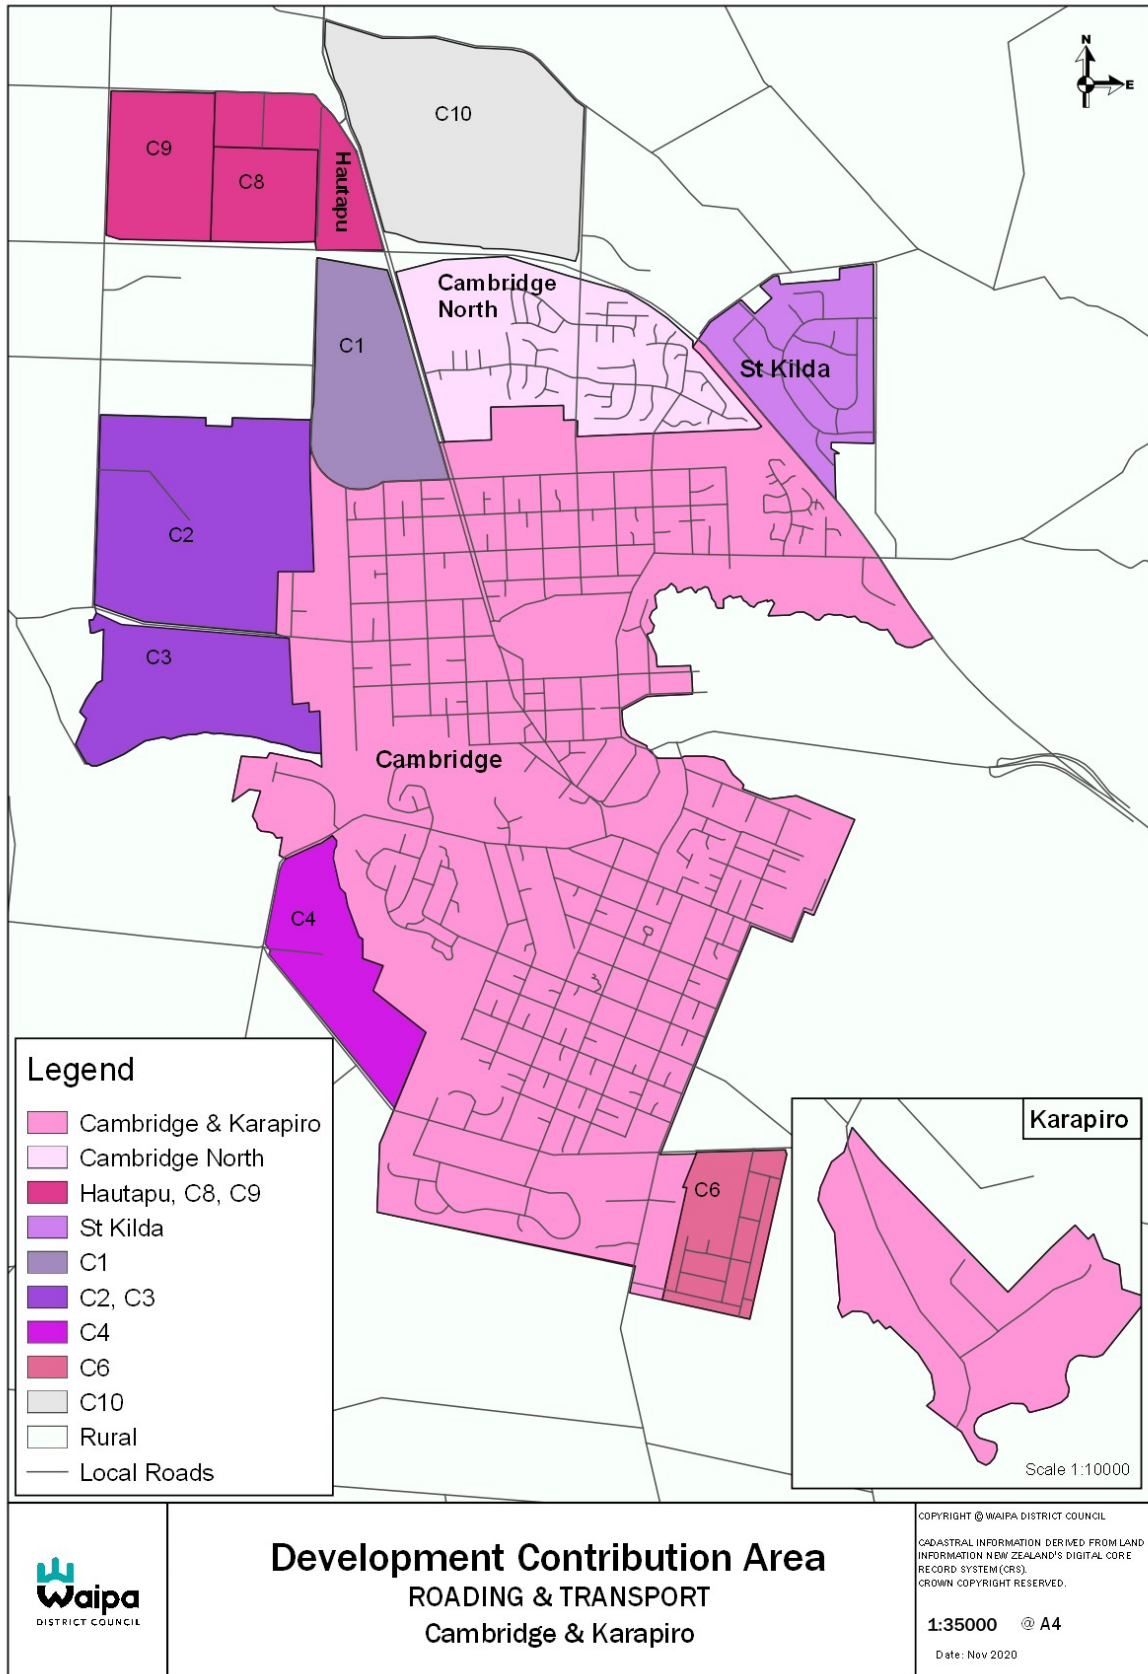 N
E
C10
C9
C8
Hautapu
Cambridge
North
C1
St Kilda
C2
C3
Cambridge
C4
C6
Legend
Cambridge & Karapiro
Cambridge North
Hautapu, C8, C9
St Kilda
C1
C2, C3
C4
C6
C10
Rural
Local Roads
Karapiro
Scale 1:10000
Waipa
DISTRICT COUNCIL
Development Contribution Area
ROADING & TRANSPORT
Cambridge & Karapiro
COPYRIGHT © WAIPA DISTRICT COUNCIL
CADASTRAL INFORMATION DERIVED FROM LAND
INFORMATION NEW ZEALAND'S DIGITAL CORE
RECORD SYSTEM (CRS).
CROWN COPYRIGHT RESERVED.
1:35000 @ A4
Date: Nov 2020